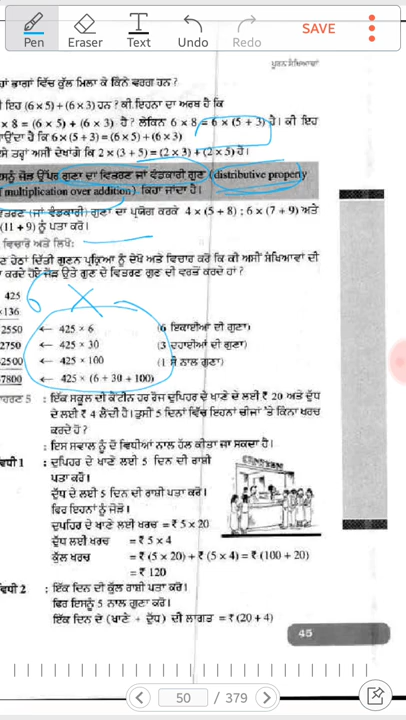 Pen
Eraser
Text
Undo
Redo
SAVE
ਪੂਰਨ ਸੰਖਿਆਵਾਂ
ਹਾਂ ਭਾਗਾਂ ਵਿੱਚ ਕੁੱਲ ਮਿਲਾ ਕੇ ਕਿੰਨੇ ਵਰਗ ਹਨ ?
ਕੀ ਇਹ (6 × 5) + (6 × 3) ਹਨ ? ਕੀ ਇਹਨਾਂ ਦਾ ਅਰਥ ਹੈ ਕਿ
× 8 = (6 × 5) + (6 × 3) ਹੈ ? ਲੇਕਿਨ 6 × 8 = 6 × (5 + 3) ਹੈ। ਕੀ ਇਹ
ਹੈ ਕਿ 6 × (5 + 3) = (6 × 5) + (6 × 3)
ਸੇ ਤਰ੍ਹਾਂ ਅਸੀਂ ਦੇਖਾਂਗੇ ਕਿ 2 × (3 + 5) = (2 × 3) + (2 × 5) ਹੈ।
ਜੋੜ ਉੱਪਰ ਗੁਣਾ ਦਾ ਵਿਤਰਣ ਜਾਂ ਵੰਡਕਾਰੀ ਗੁਣ (distributive property
f multiplication over addition) ਕਿਹਾ ਜਾਂਦਾ ਹੈ।
ਵਿਤਰਣ (ਜਾਂ ਵੰਡਕਾਰੀ) ਗੁਣਾ ਦਾ ਪ੍ਰਯੋਗ ਕਰਕੇ 4 × (5 + 8) ; 6 × (7 + 9) ਅਤੇ
(11 + 9) ਨੂੰ ਪਤਾ ਕਰੋ।
ਵਿਚਾਰੋ ਅਤੇ ਲਿਖੋ:
ਣ ਹੇਠਾਂ ਦਿੱਤੀ ਗੁਣਨ ਪ੍ਰਕਿਆ ਨੂੰ ਦੇਖੋ ਅਤੇ ਵਿਚਾਰ ਕਰੋ ਕਿ ਕੀ ਅਸੀਂ ਸੰਖਿਆਵਾਂ ਦੀ
ਕਰਦੇ ਹੋਏ ਜੋੜ ਉਤੇ ਗੁਣ ਦੇ ਵਿਤਰਣ ਗੁਣ ਦੀ ਵਰਤੋਂ ਕਰਦੇ ਹਾਂ ?
425
×136
2550 ← 425 × 6 (6 ਇਕਾਈਆਂ ਦੀ ਗੁਣਾ)
2750 ← 425 × 30 (3 ਦਹਾਈਆਂ ਦੀ ਗੁਣਾ)
2500 ← 425 × 100 (1 ਸੌ ਨਾਲ ਗੁਣਾ)
7800 ← 425 × (6 + 30 + 100)
ਹਰਣ 5 : ਇੱਕ ਸਕੂਲ ਦੀ ਕੈਂਟੀਨ ਹਰ ਰੋਜ਼ ਦੁਪਹਿਰ ਦੇ ਖਾਣੇ ਦੇ ਲਈ ₹ 20 ਅਤੇ ਦੁੱਧ
ਦੇ ਲਈ ₹ 4 ਲੈਂਦੀ ਹੈ। ਤੁਸੀਂ 5 ਦਿਨਾਂ ਵਿੱਚ ਇਹਨਾਂ ਚੀਜਾਂ 'ਤੇ ਕਿੰਨਾ ਖਰਚ
ਕਰਦੇ ਹੋ ?
: ਇਸ ਸਵਾਲ ਨੂੰ ਦੋ ਵਿਧੀਆਂ ਨਾਲ ਹੱਲ ਕੀਤਾ ਜਾ ਸਕਦਾ ਹੈ।
ਵਿਧੀ 1 : ਦੁਪਹਿਰ ਦੇ ਖਾਣੇ ਲਈ 5 ਦਿਨ ਦੀ ਰਾਸ਼ੀ
ਪਤਾ ਕਰੋ।
ਦੁੱਧ ਦੇ ਲਈ 5 ਦਿਨ ਦੀ ਰਾਸ਼ੀ ਪਤਾ ਕਰੋ।
ਫਿਰ ਇਹਨਾਂ ਨੂੰ ਜੋੜੋ।
ਦੁਪਹਿਰ ਦੇ ਖਾਣੇ ਲਈ ਖਰਚ = ₹ 5 × 20
ਦੁੱਧ ਲਈ ਖਰਚ = ₹ 5 × 4
ਕੁੱਲ ਖਰਚ = ₹ (5 × 20) + ₹ (5 × 4) = ₹ (100 + 20)
= ₹ 120
ਵਿਧੀ 2 : ਇੱਕ ਦਿਨ ਦੀ ਕੁੱਲ ਰਾਸ਼ੀ ਪਤਾ ਕਰੋ।
ਫਿਰ ਇਸਨੂੰ 5 ਨਾਲ ਗੁਣਾ ਕਰੋ।
ਇੱਕ ਦਿਨ ਦੇ (ਖਾਣੇ + ਦੁੱਧ) ਦੀ ਲਾਗਤ = ₹ (20 + 4)
45
50 / 379